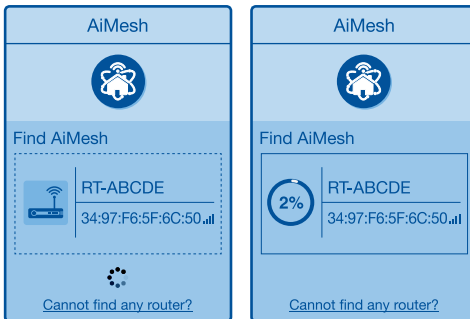 AiMesh
Find AiMesh
RT-ABCDE
34:97:F6:5F:6C:50
Cannot find any router?
AiMesh
Find AiMesh
2%
RT-ABCDE
34:97:F6:5F:6C:50
Cannot find any router?